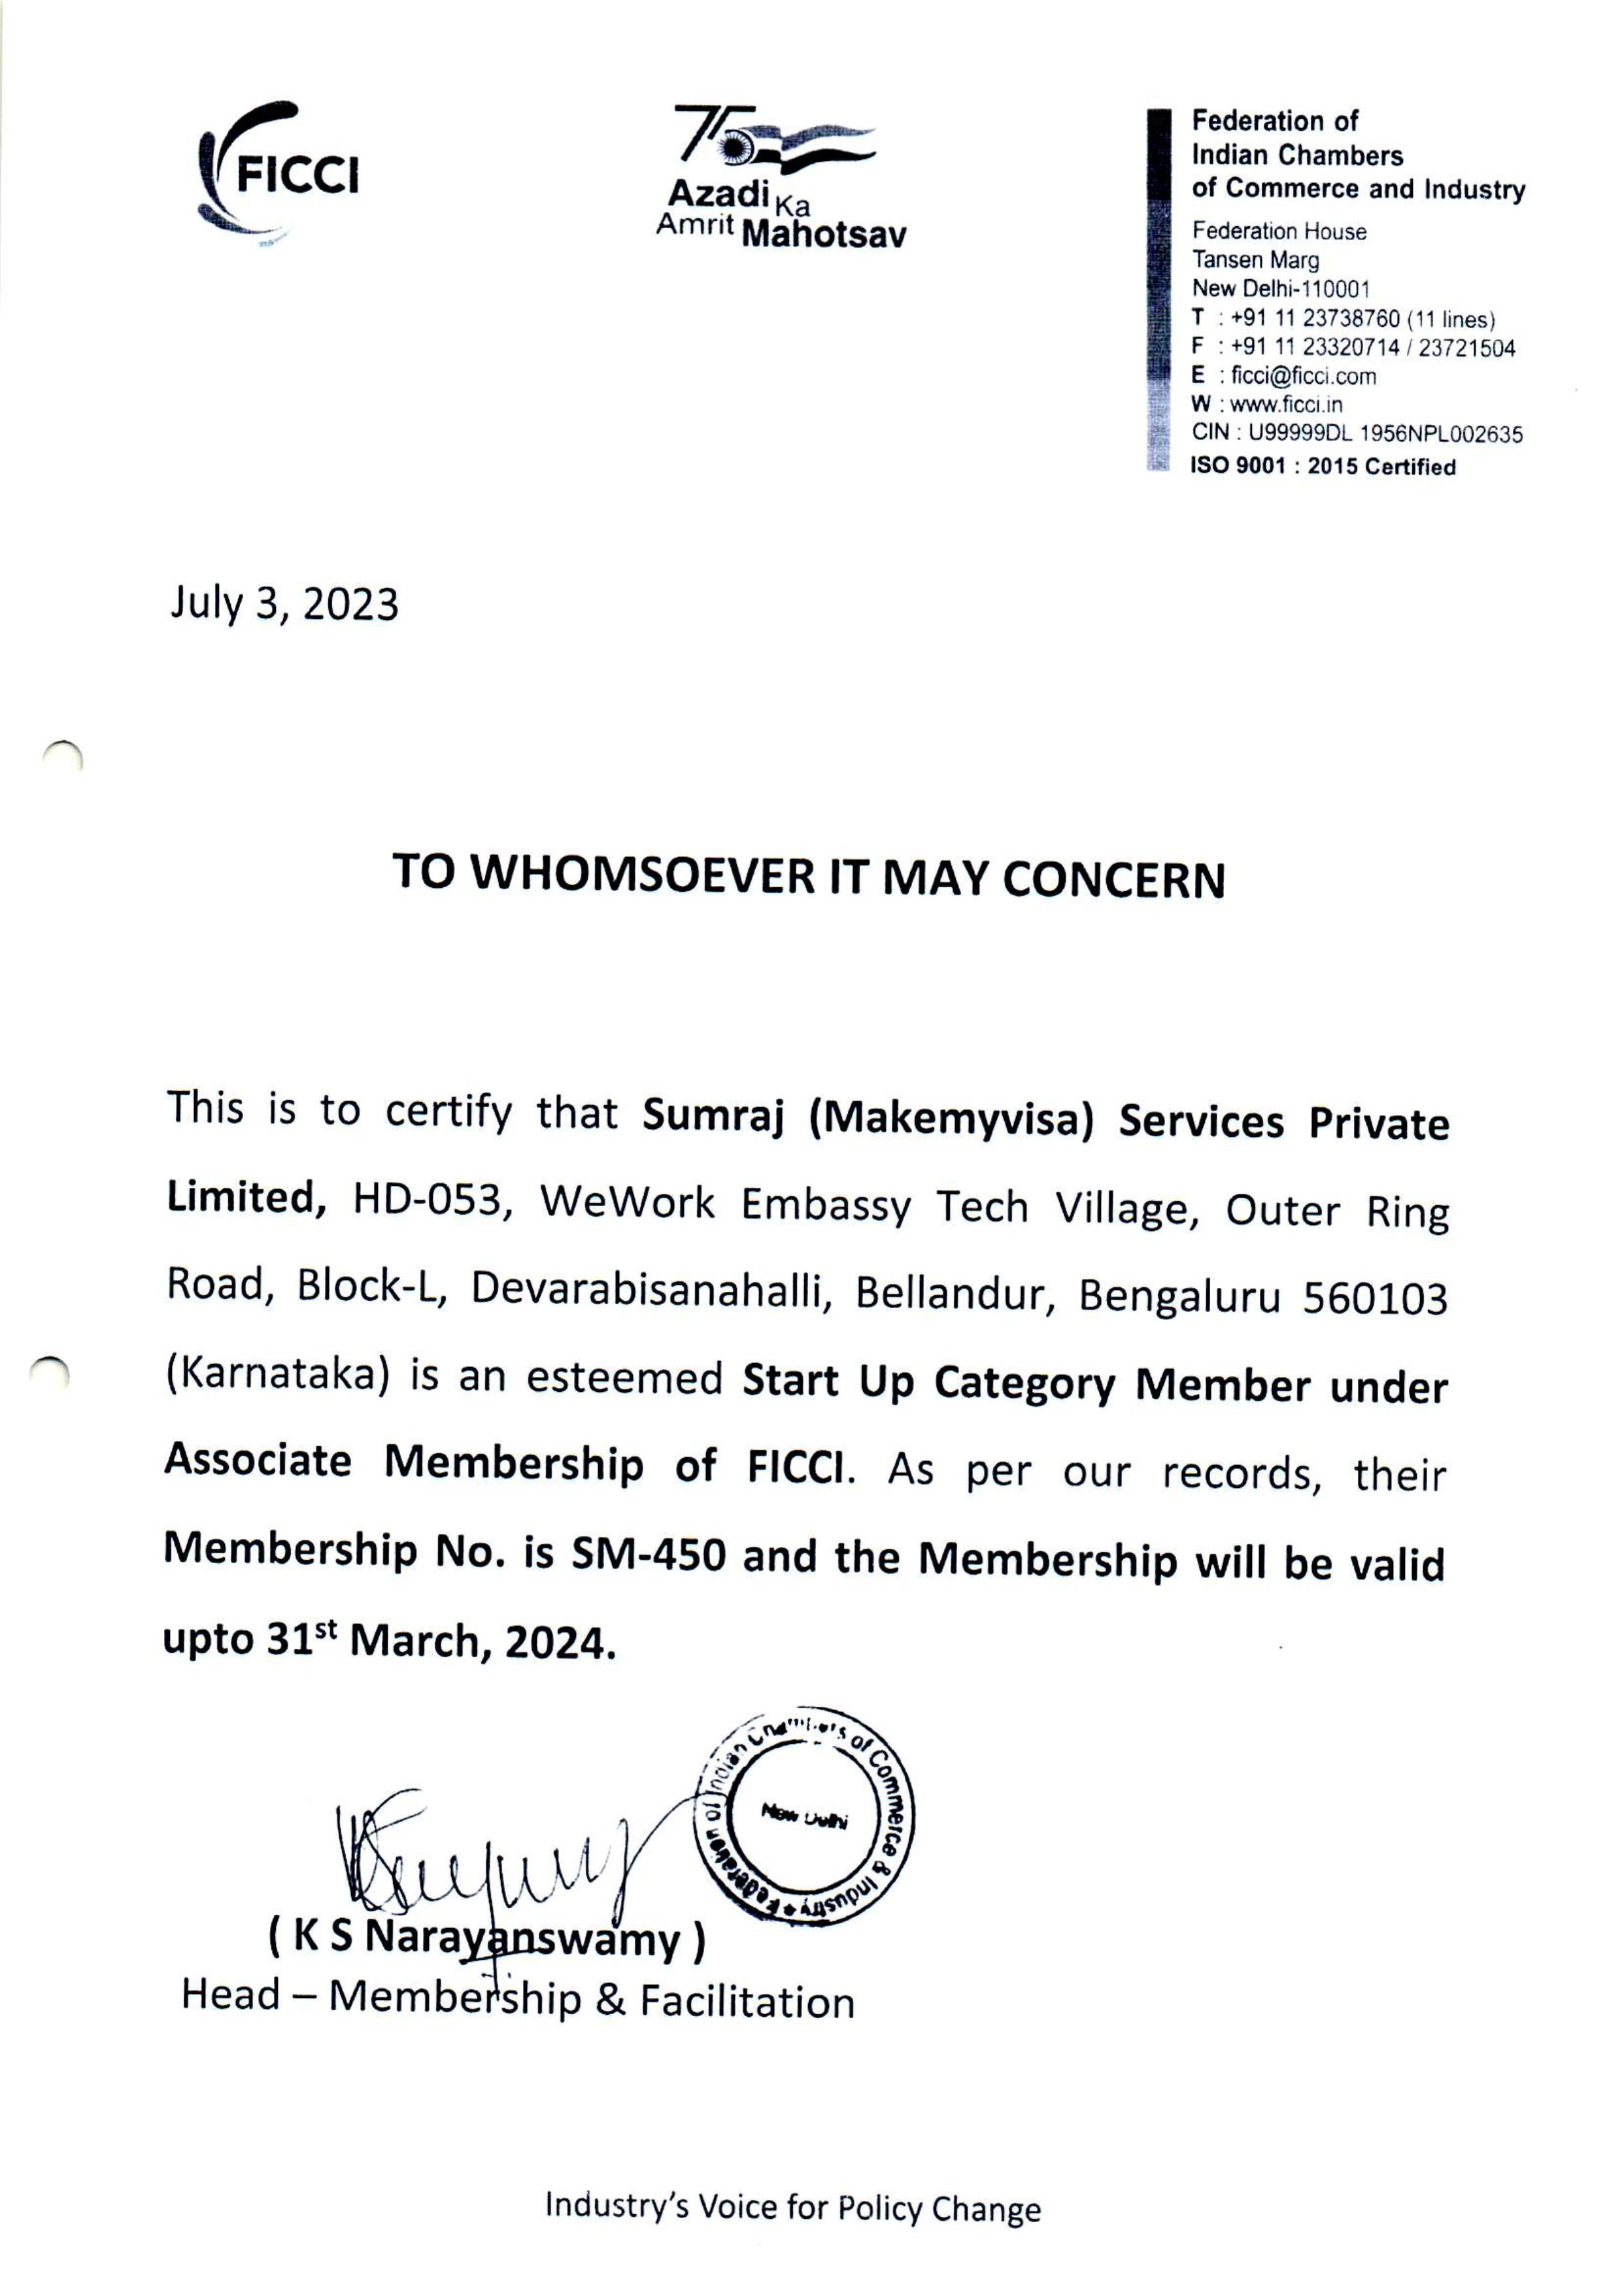 FICCI
75
Azadi Ka
Amrit Mahotsav
Federation of
Indian Chambers
of Commerce and Industry
Federation House
Tansen Marg
New Delhi-110001
T : +91 11 23738760 (11 lines)
F : +91 11 23320714 / 23721504
E : ficci@ficci.com
W : www.ficci.in
CIN : U99999DL 1956NPL002635
ISO 9001 : 2015 Certified
July 3, 2023
TO WHOMSOEVER IT MAY CONCERN
This is to certify that Sumraj (Makemyvisa) Services Private
Limited, HD-053, WeWork Embassy Tech Village, Outer Ring
Road, Block-L, Devarabisanahalli, Bellandur, Bengaluru 560103
(Karnataka) is an esteemed Start Up Category Member under
Associate Membership of FICCI. As per our records, their
Membership No. is SM-450 and the Membership will be valid
upto 31st March, 2024.
Federation of Indian Chambers of Commerce & Industry
New Delhi
( K S Narayanswamy )
Head – Membership & Facilitation
Industry's Voice for Policy Change